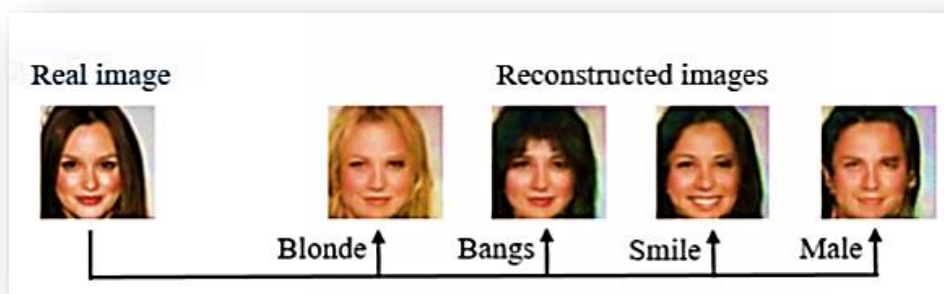 Real image
Reconstructed images
Blonde
Bangs
Smile
Male